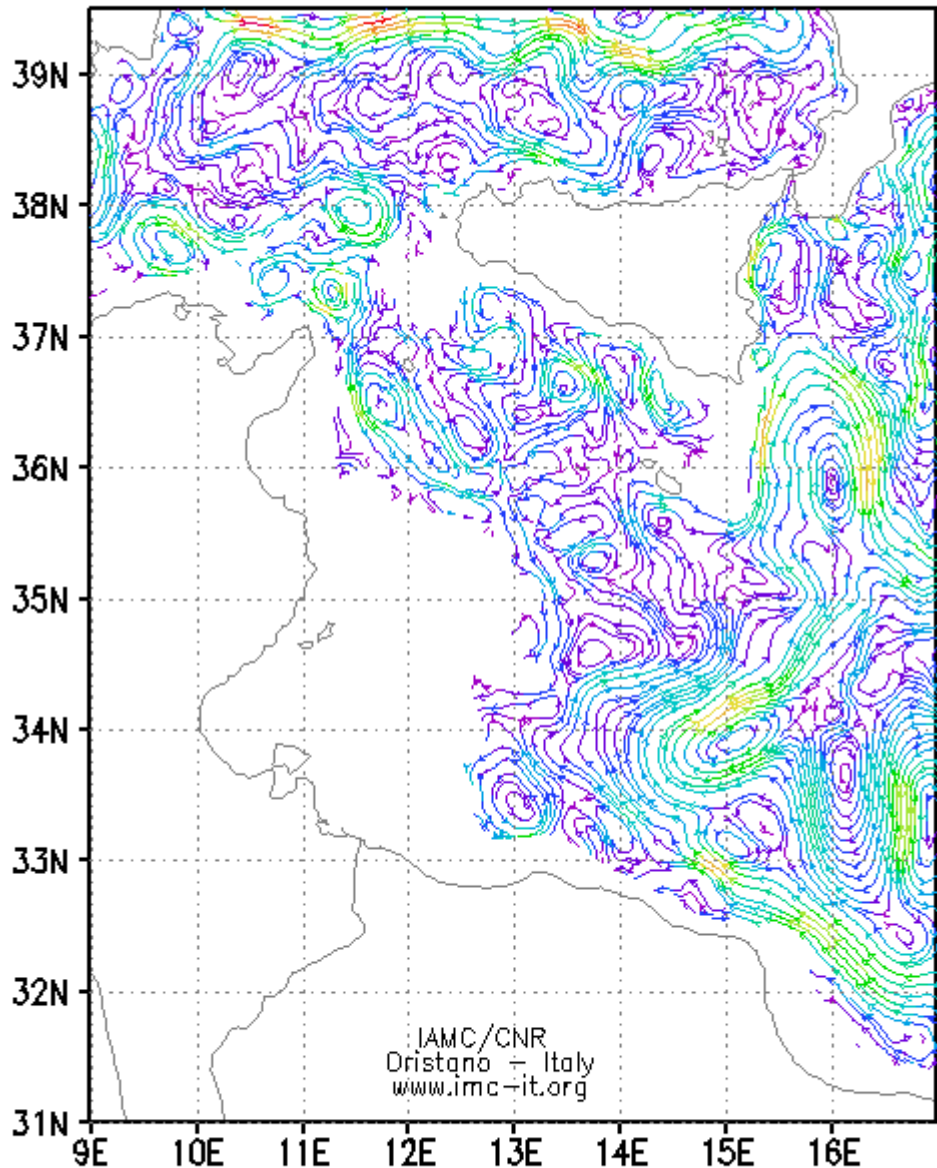 39N
38N
37N
36N
35N
34N
33N
32N
31N
IAMC/CNR
Oristano - Italy
www.imc-it.org
9E 10E 11E 12E 13E 14E 15E 16E